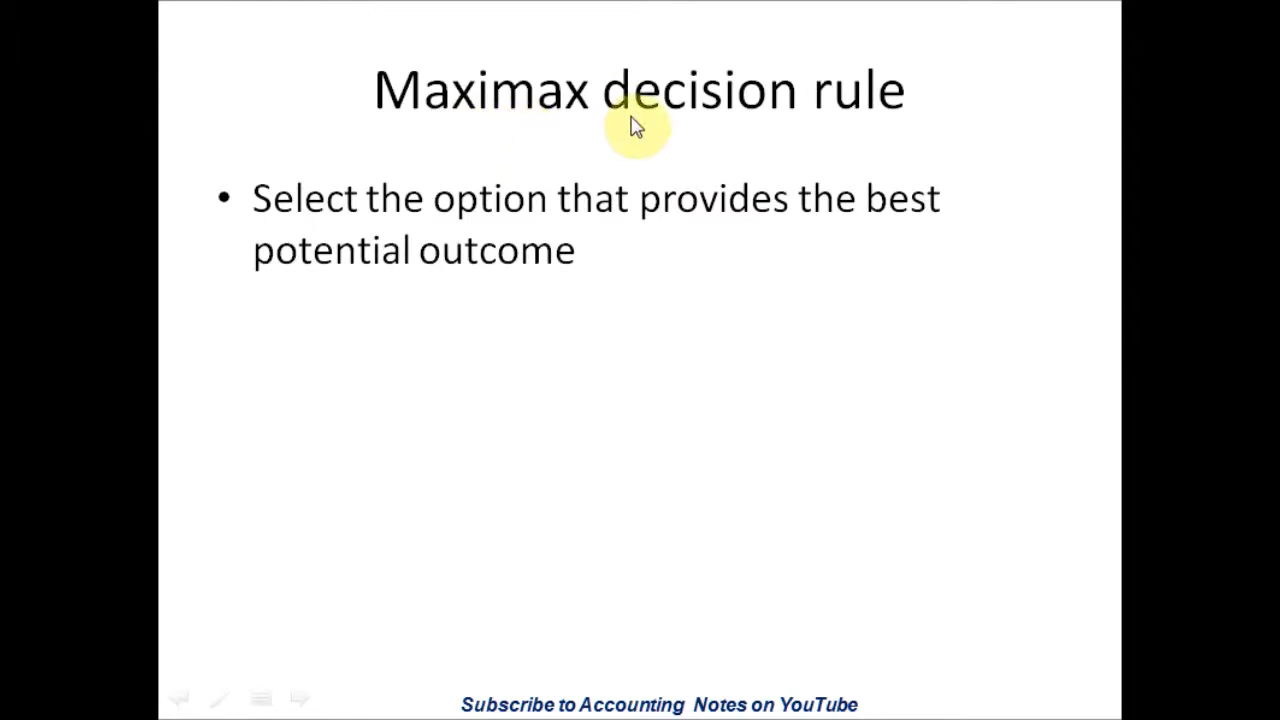 Maximax decision rule
• Select the option that provides the best
potential outcome
Subscribe to Accounting Notes on YouTube